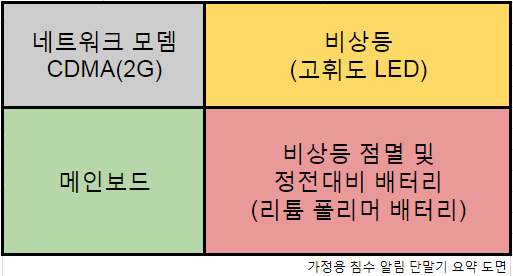 네트워크 모뎀
CDMA(2G)
비상등
(고휘도 LED)
메인보드
비상등 점멸 및
정전대비 배터리
(리튬 폴리머 배터리)
가정용 침수 알림 단말기 요약 도면